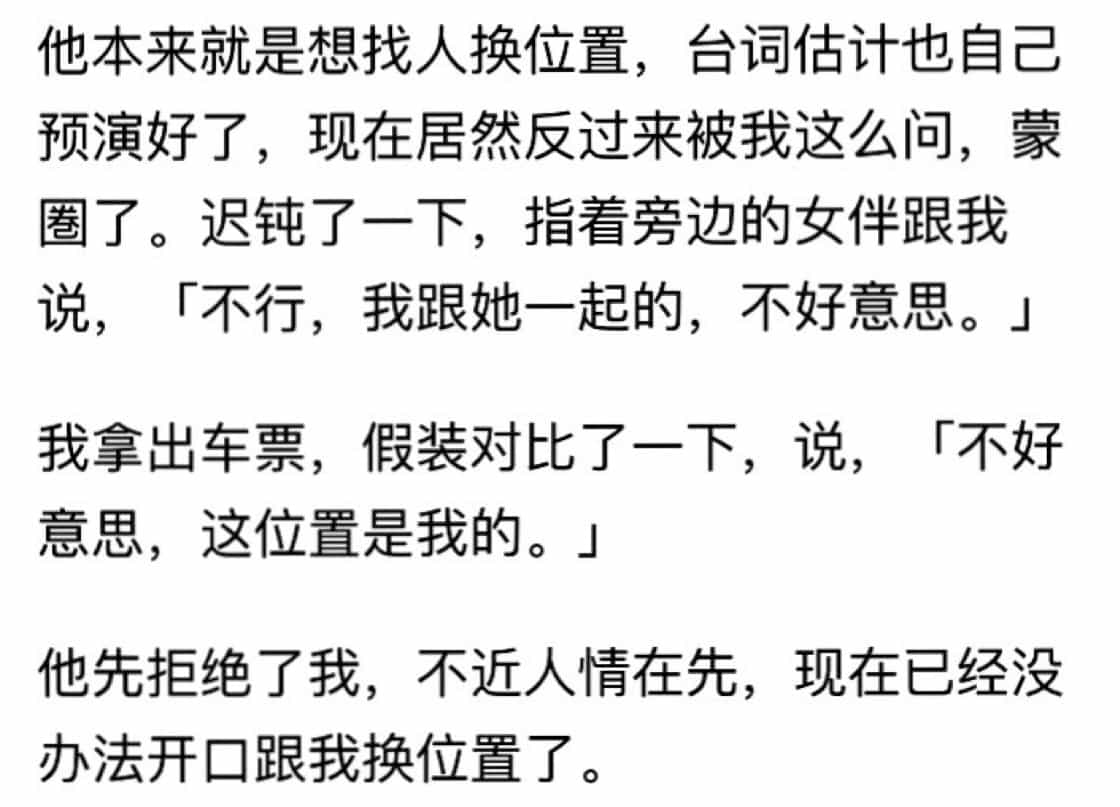 他本来就是想找人换位置，台词估计也自己
预演好了，现在居然反过来被我这么问，蒙
圈了。迟钝了一下，指着旁边的女伴跟我
说，「不行，我跟她一起的，不好意思。」
我拿出车票，假装对比了一下，说，「不好
意思，这位置是我的。」
他先拒绝了我，不近人情在先，现在已经没
办法开口跟我换位置了。